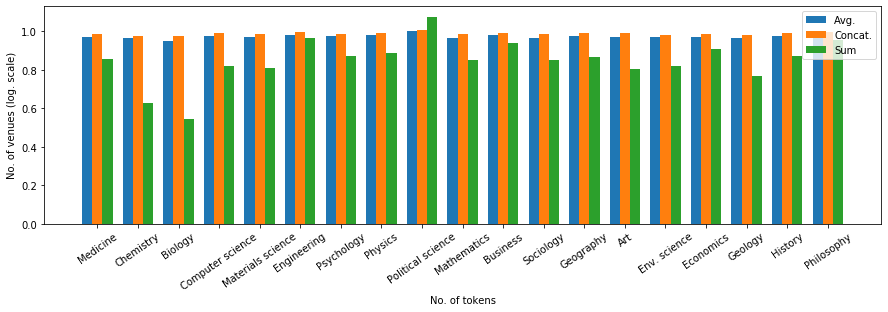 No. of venues (log. scale)
1.0
0.8
0.6
0.4
0.2
0.0
Avg.
Concat.
Sum
Medicine
Chemistry
Biology
Computer science
Materials science
Engineering
Psychology
Physics
Political science
Mathematics
Business
Sociology
Geography
Art
Env. science
Economics
Geology
History
Philosophy
No. of tokens